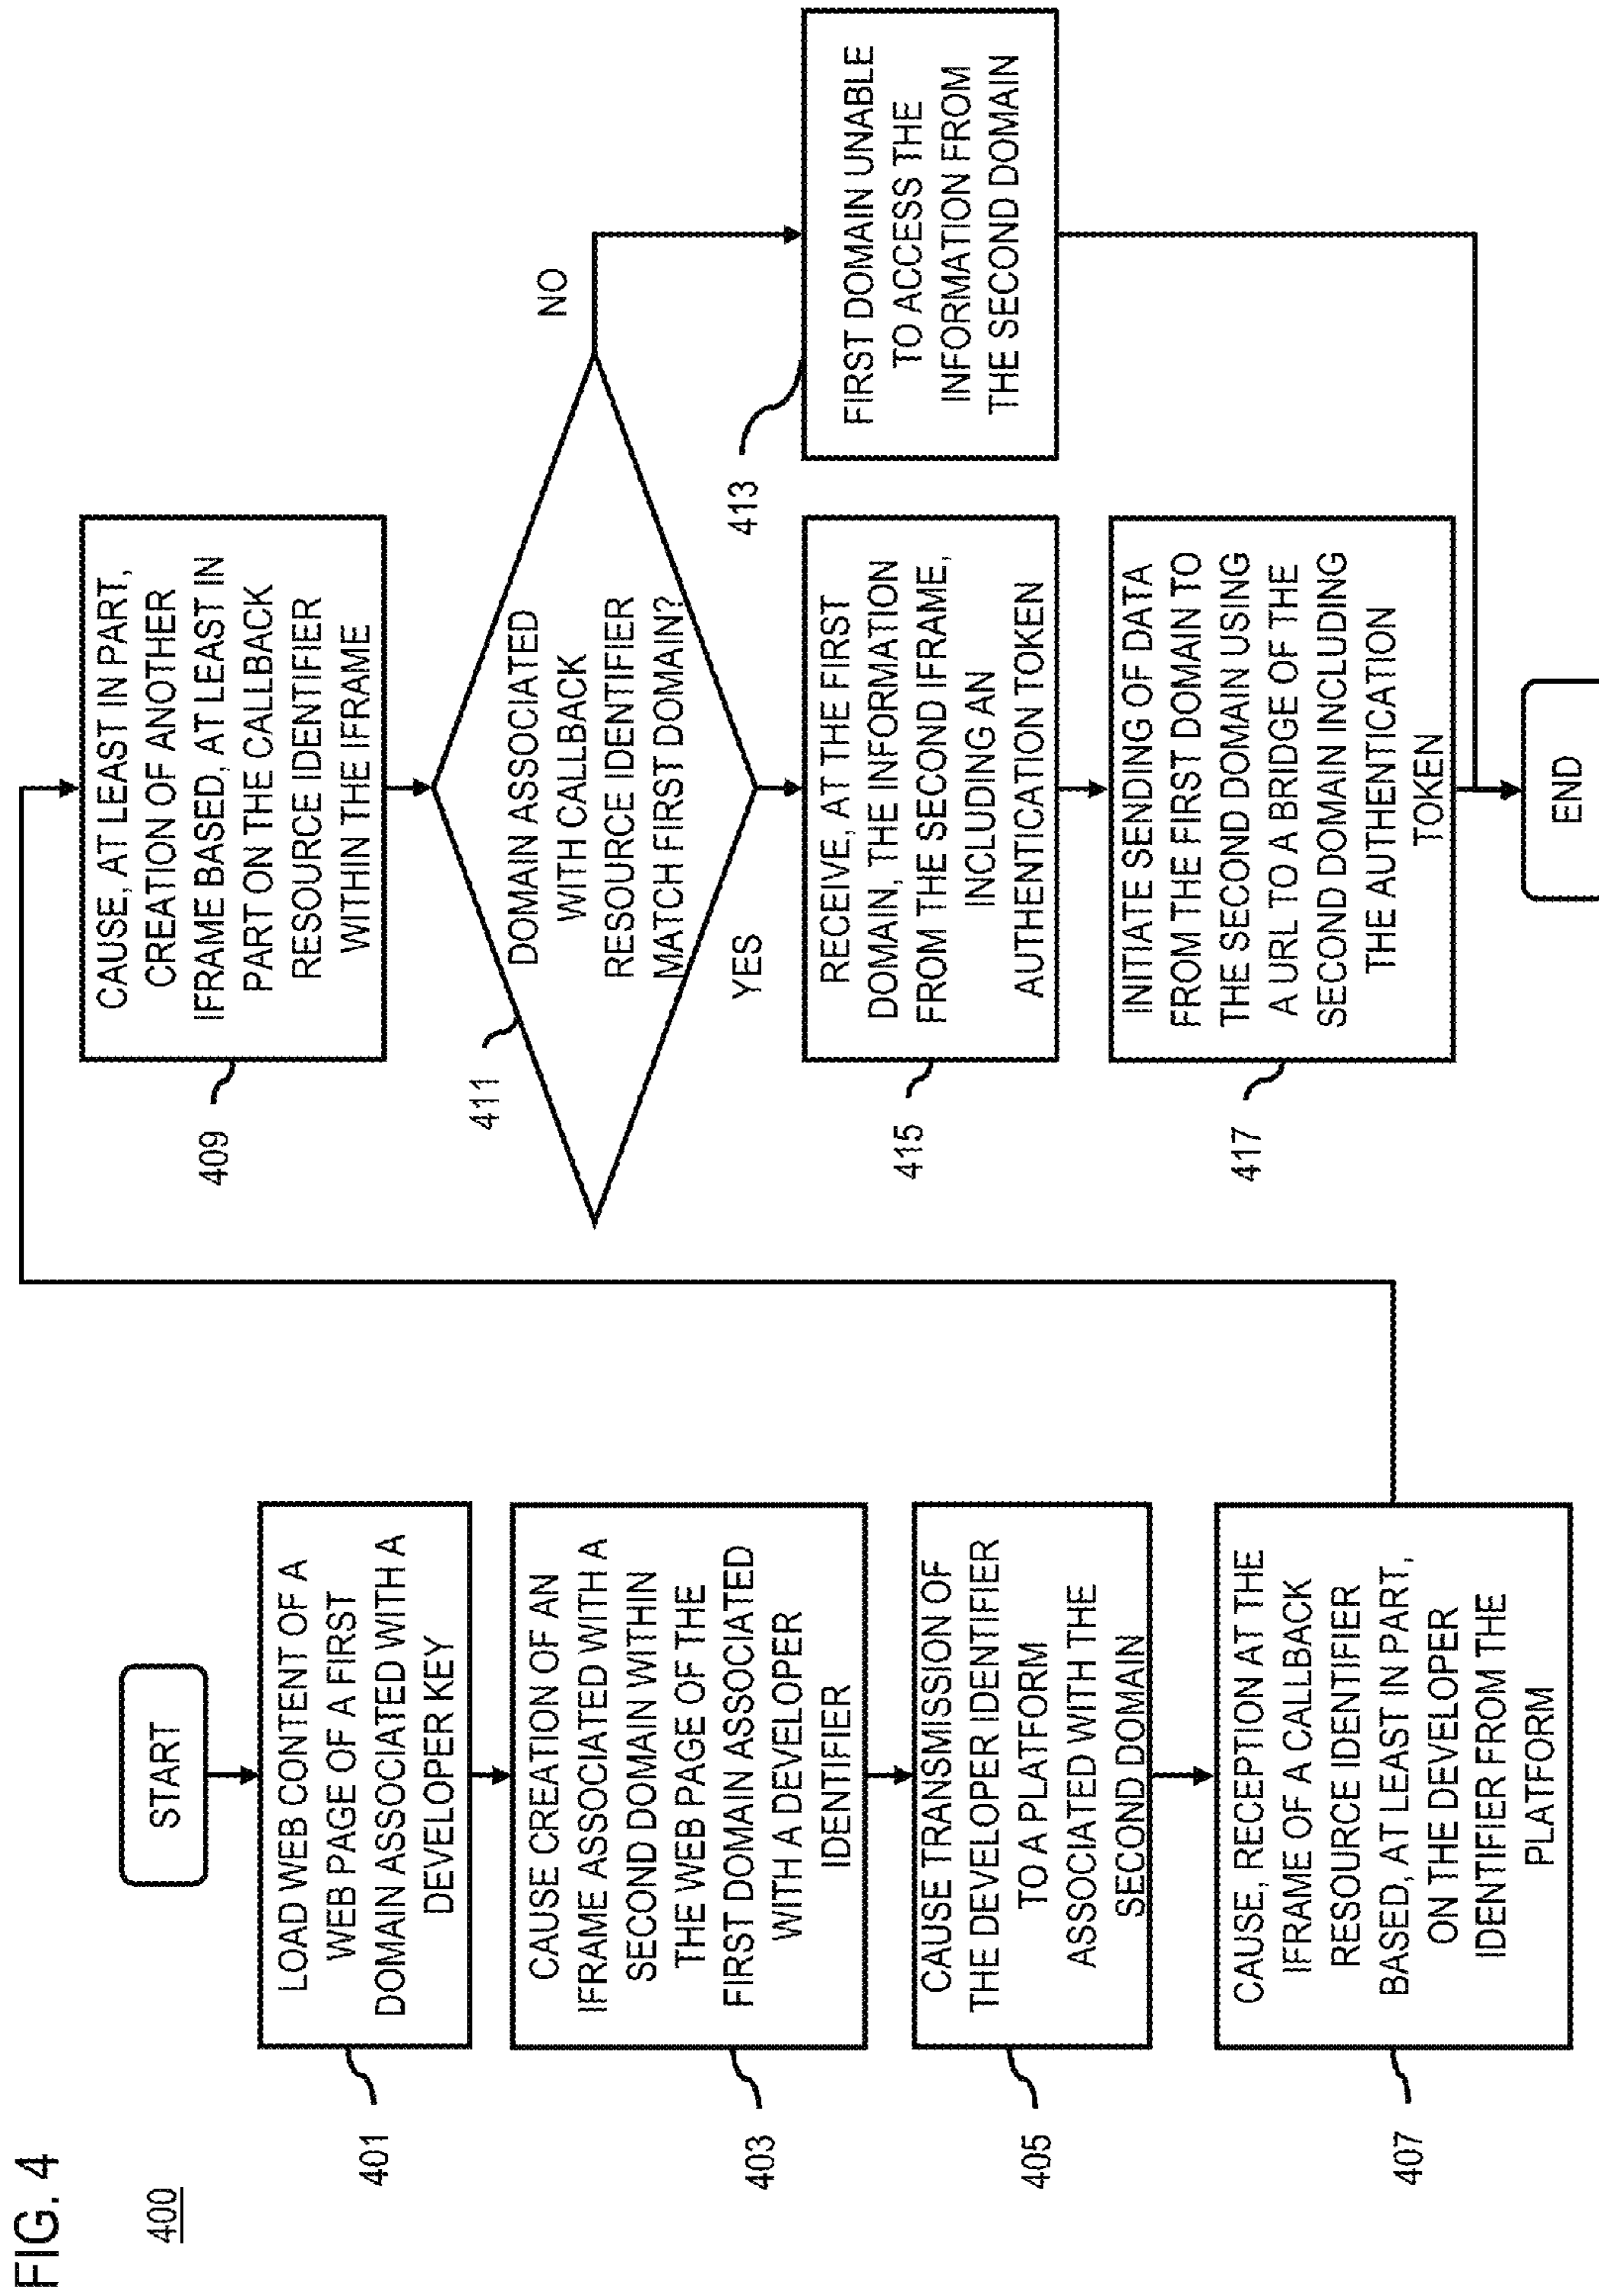 FIG. 4
400
START
LOAD WEB CONTENT OF A
WEB PAGE OF A FIRST
DOMAIN ASSOCIATED WITH A
DEVELOPER KEY
401
CAUSE CREATION OF AN
IFRAME ASSOCIATED WITH A
SECOND DOMAIN WITHIN
THE WEB PAGE OF THE
FIRST DOMAIN ASSOCIATED
WITH A DEVELOPER
IDENTIFIER
403
CAUSE TRANSMISSION OF
THE DEVELOPER IDENTIFIER
TO A PLATFORM
ASSOCIATED WITH THE
SECOND DOMAIN
405
CAUSE, RECEPTION AT THE
IFRAME OF A CALLBACK
RESOURCE IDENTIFIER
BASED, AT LEAST IN PART,
ON THE DEVELOPER
IDENTIFIER FROM THE
PLATFORM
407
CAUSE, AT LEAST IN PART,
CREATION OF ANOTHER
IFRAME BASED, AT LEAST IN
PART ON THE CALLBACK
RESOURCE IDENTIFIER
WITHIN THE IFRAME
409
DOMAIN ASSOCIATED
WITH CALLBACK
RESOURCE IDENTIFIER
MATCH FIRST DOMAIN?
411
NO
YES
FIRST DOMAIN UNABLE
TO ACCESS THE
INFORMATION FROM
THE SECOND DOMAIN
413
RECEIVE, AT THE FIRST
DOMAIN, THE INFORMATION
FROM THE SECOND IFRAME,
INCLUDING AN
AUTHENTICATION TOKEN
415
INITIATE SENDING OF DATA
FROM THE FIRST DOMAIN TO
THE SECOND DOMAIN USING
A URL TO A BRIDGE OF THE
SECOND DOMAIN INCLUDING
THE AUTHENTICATION
TOKEN
417
END